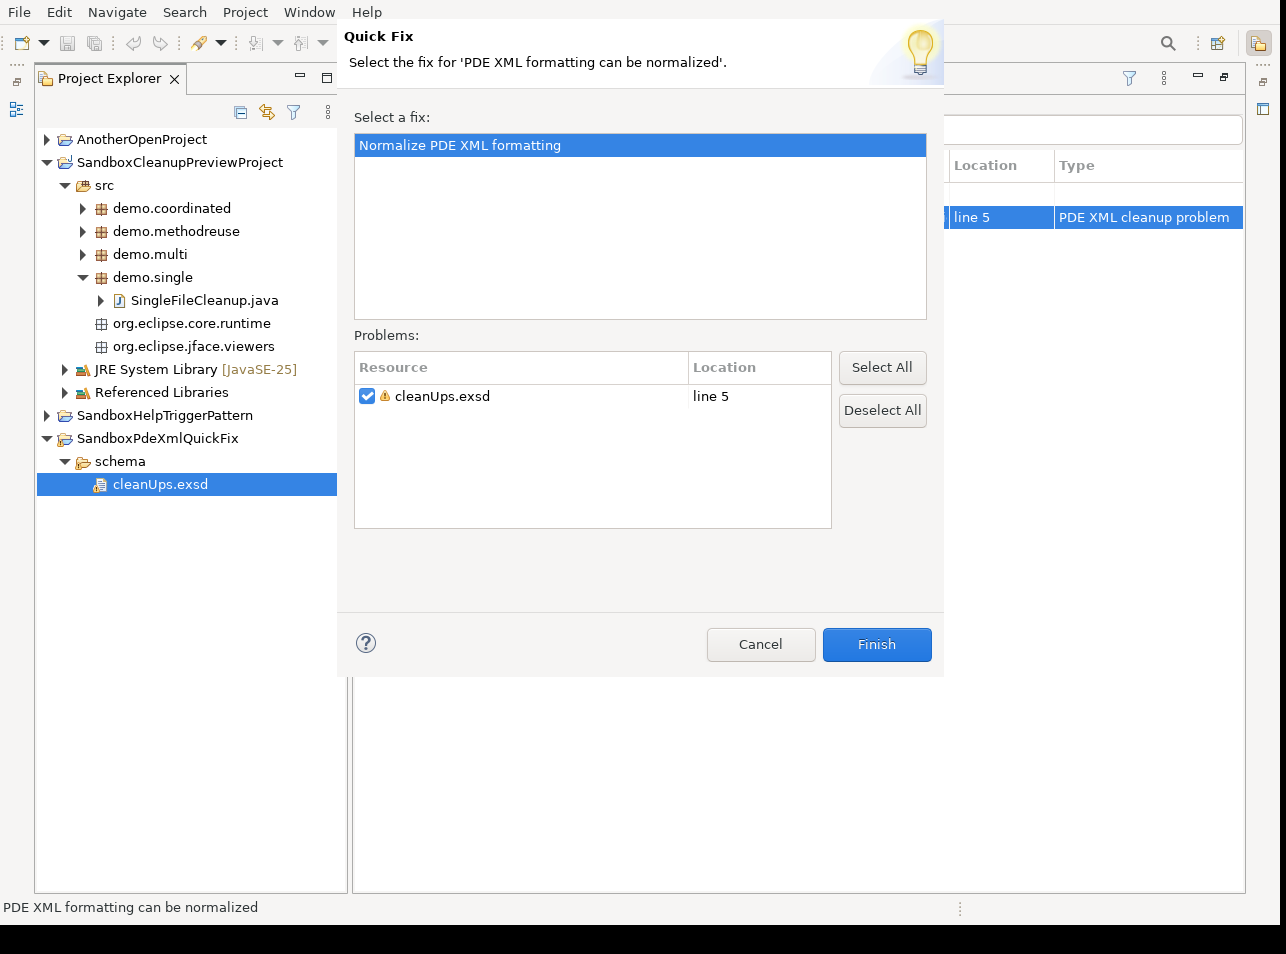 File Edit Navigate Search Project Window Help
Quick Fix
Select the fix for 'PDE XML formatting can be normalized'.
Project Explorer
Select a fix:
Normalize PDE XML formatting
AnotherOpenProject
SandboxCleanupPreviewProject
src
demo.coordinated
demo.methodreuse
demo.multi
demo.single
SingleFileCleanup.java
org.eclipse.core.runtime
org.eclipse.jface.viewers
JRE System Library [JavaSE-25]
Referenced Libraries
SandboxHelpTriggerPattern
SandboxPdeXmlQuickFix
schema
cleanUps.exsd
Location Type
line 5 PDE XML cleanup problem
Problems:
Resource Location
cleanUps.exsd line 5
Select All
Deselect All
Cancel Finish
PDE XML formatting can be normalized